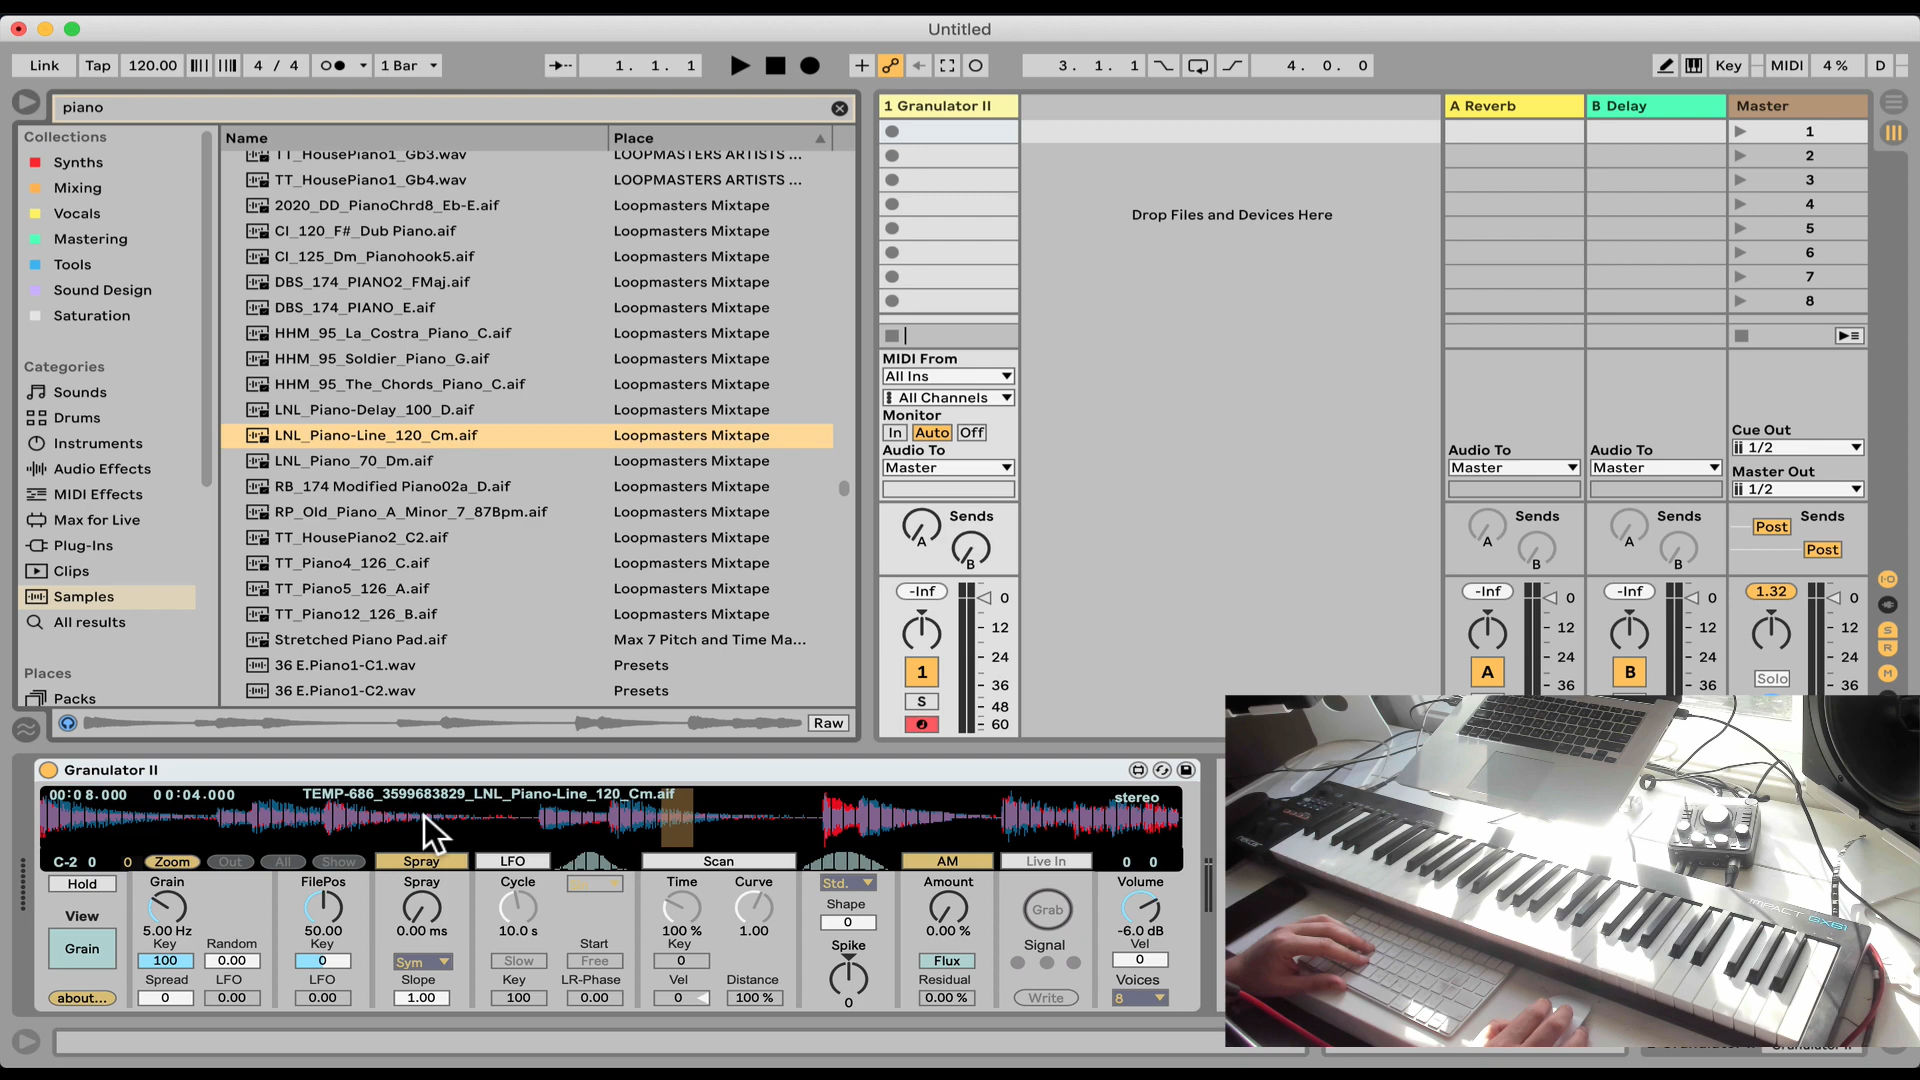 Untitled
Link Tap 120.00 4 / 4 1 Bar 1. 1. 1 3. 1. 1 4. 0. 0 Key MIDI 4 % D
piano
1 Granulator II A Reverb B Delay Master
Collections
Synths
Mixing
Vocals
Mastering
Tools
Sound Design
Saturation
Categories
Sounds
Drums
Instruments
Audio Effects
MIDI Effects
Max for Live
Plug-Ins
Clips
Samples
All results
Places
Packs
Name Place
TT_HousePiano1_Gb3.wav LOOPMASTERS ARTISTS ...
TT_HousePiano1_Gb4.wav LOOPMASTERS ARTISTS ...
2020_DD_PianoChrd8_Eb-E.aif Loopmasters Mixtape
CI_120_F#_Dub Piano.aif Loopmasters Mixtape
CI_125_Dm_Pianohook5.aif Loopmasters Mixtape
DBS_174_PIANO2_FMaj.aif Loopmasters Mixtape
DBS_174_PIANO_E.aif Loopmasters Mixtape
HHM_95_La_Costra_Piano_C.aif Loopmasters Mixtape
HHM_95_Soldier_Piano_G.aif Loopmasters Mixtape
HHM_95_The_Chords_Piano_C.aif Loopmasters Mixtape
LNL_Piano-Delay_100_D.aif Loopmasters Mixtape
LNL_Piano-Line_120_Cm.aif Loopmasters Mixtape
LNL_Piano_70_Dm.aif Loopmasters Mixtape
RB_174 Modified Piano02a_D.aif Loopmasters Mixtape
RP_Old_Piano_A_Minor_7_87Bpm.aif Loopmasters Mixtape
TT_HousePiano2_C2.aif Loopmasters Mixtape
TT_Piano4_126_C.aif Loopmasters Mixtape
TT_Piano5_126_A.aif Loopmasters Mixtape
TT_Piano12_126_B.aif Loopmasters Mixtape
Stretched Piano Pad.aif Max 7 Pitch and Time Ma...
36 E.Piano1-C1.wav Presets
36 E.Piano1-C2.wav Presets
Raw
Drop Files and Devices Here
1
2
3
4
5
6
7
8
MIDI From
All Ins
All Channels
Monitor
In Auto Off
Audio To
Master
Audio To
Master
Audio To
Master
Cue Out
1/2
Master Out
1/2
Sends
A
B
Sends
A
B
Sends
A
B
Sends
Post
Post
-Inf 0 -Inf 0 -Inf 0 1.32 0
12 12 12 12
24 24 24 24
1 36 A 36 B 36 Solo 36
S 48
60
I-O
S
R
M
Granulator II
00:08.000 00:04.000 TEMP-686_3599683829_LNL_Piano-Line_120_Cm.aif stereo
C-2 0 0 Zoom Out All Show Spray LFO Scan AM Live In 0 0
Hold Grain FilePos Spray Cycle Time Curve Std. Amount Volume
Shape
View 0 Grab
5.00 Hz 50.00 0.00 ms 10.0 s 100 % 1.00 0.00 % -6.0 dB
Grain Key Random Key Start Key Spike Signal Vel
100 0.00 0 Sym Slow Free 0 Flux 0
Spread LFO LFO Slope Key LR-Phase Vel Distance Residual Voices
about... 0 0.00 0.00 1.00 100 0.00 0 100 % 0 0.00 % Write 8
IMPACT GX61